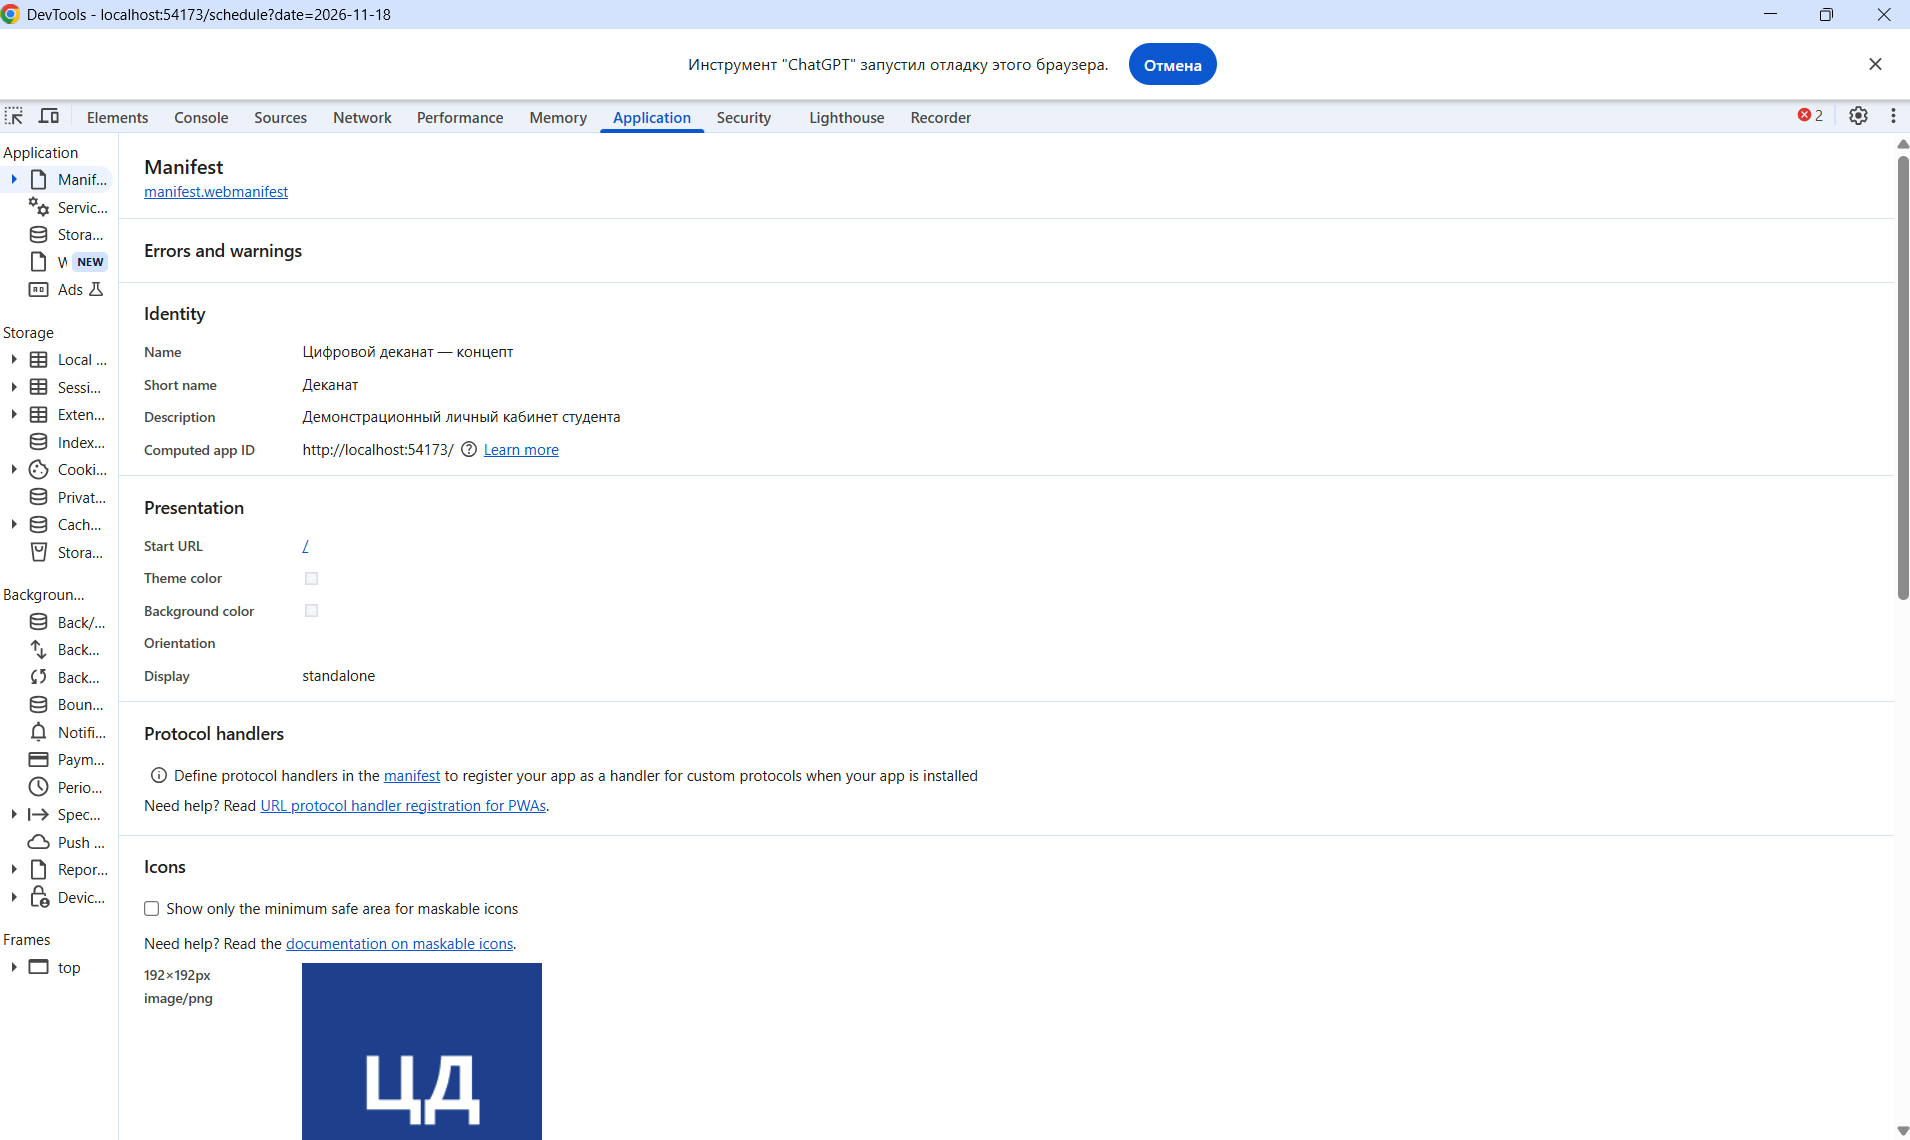 DevTools - localhost:54173/schedule?date=2026-11-18
Инструмент "ChatGPT" запустил отладку этого браузера.
Отмена
Elements Console Sources Network Performance Memory Application Security Lighthouse Recorder
2
Application
Manif...
Servic...
Stora...
W NEW
Ads
Storage
Local ...
Sessi...
Exten...
Index...
Cooki...
Privat...
Cach...
Stora...
Backgroun...
Back/...
Back...
Back...
Boun...
Notifi...
Paym...
Perio...
Spec...
Push ...
Repor...
Devic...
Frames
top
Manifest
manifest.webmanifest
Errors and warnings
Identity
Name Цифровой деканат — концепт
Short name Деканат
Description Демонстрационный личный кабинет студента
Computed app ID http://localhost:54173/ Learn more
Presentation
Start URL /
Theme color
Background color
Orientation
Display standalone
Protocol handlers
Define protocol handlers in the manifest to register your app as a handler for custom protocols when your app is installed
Need help? Read URL protocol handler registration for PWAs.
Icons
Show only the minimum safe area for maskable icons
Need help? Read the documentation on maskable icons.
192×192px
image/png
ЦД